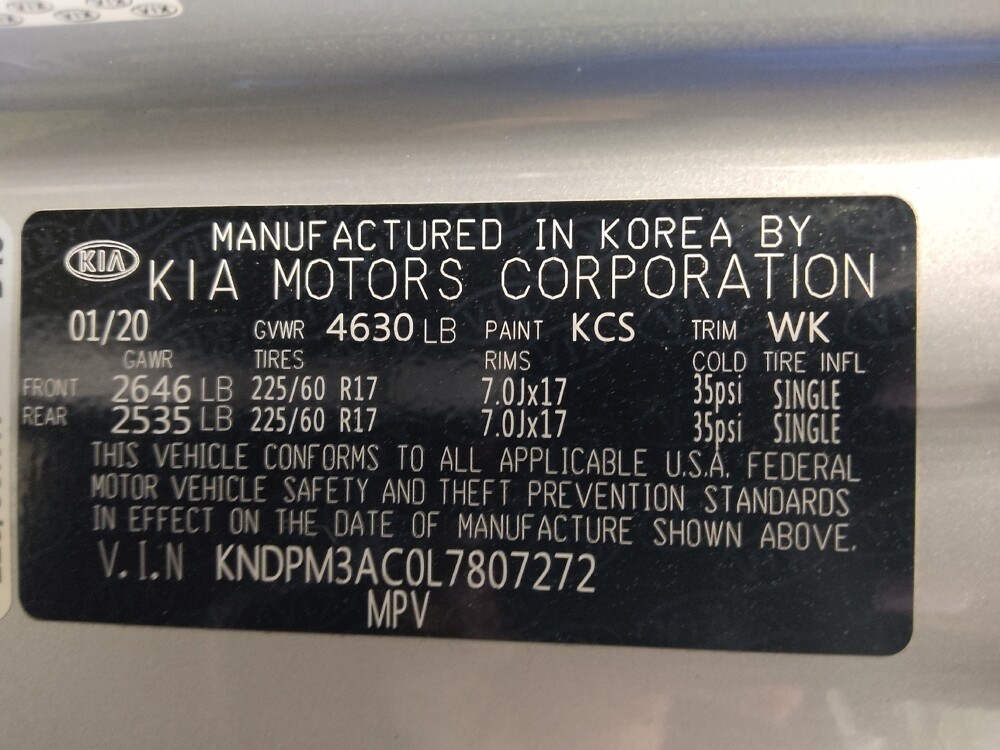 MANUFACTURED IN KOREA BY
KIA KIA MOTORS CORPORATION
01/20 GVWR 4630 LB PAINT KCS TRIM WK
GAWR TIRES RIMS COLD TIRE INFL
FRONT 2646 LB 225/60 R17 7.0Jx17 35psi SINGLE
REAR 2535 LB 225/60 R17 7.0Jx17 35psi SINGLE
THIS VEHICLE CONFORMS TO ALL APPLICABLE U.S.A. FEDERAL
MOTOR VEHICLE SAFETY AND THEFT PREVENTION STANDARDS
IN EFFECT ON THE DATE OF MANUFACTURE SHOWN ABOVE.
V.I.N KNDPM3AC0L7807272
MPV